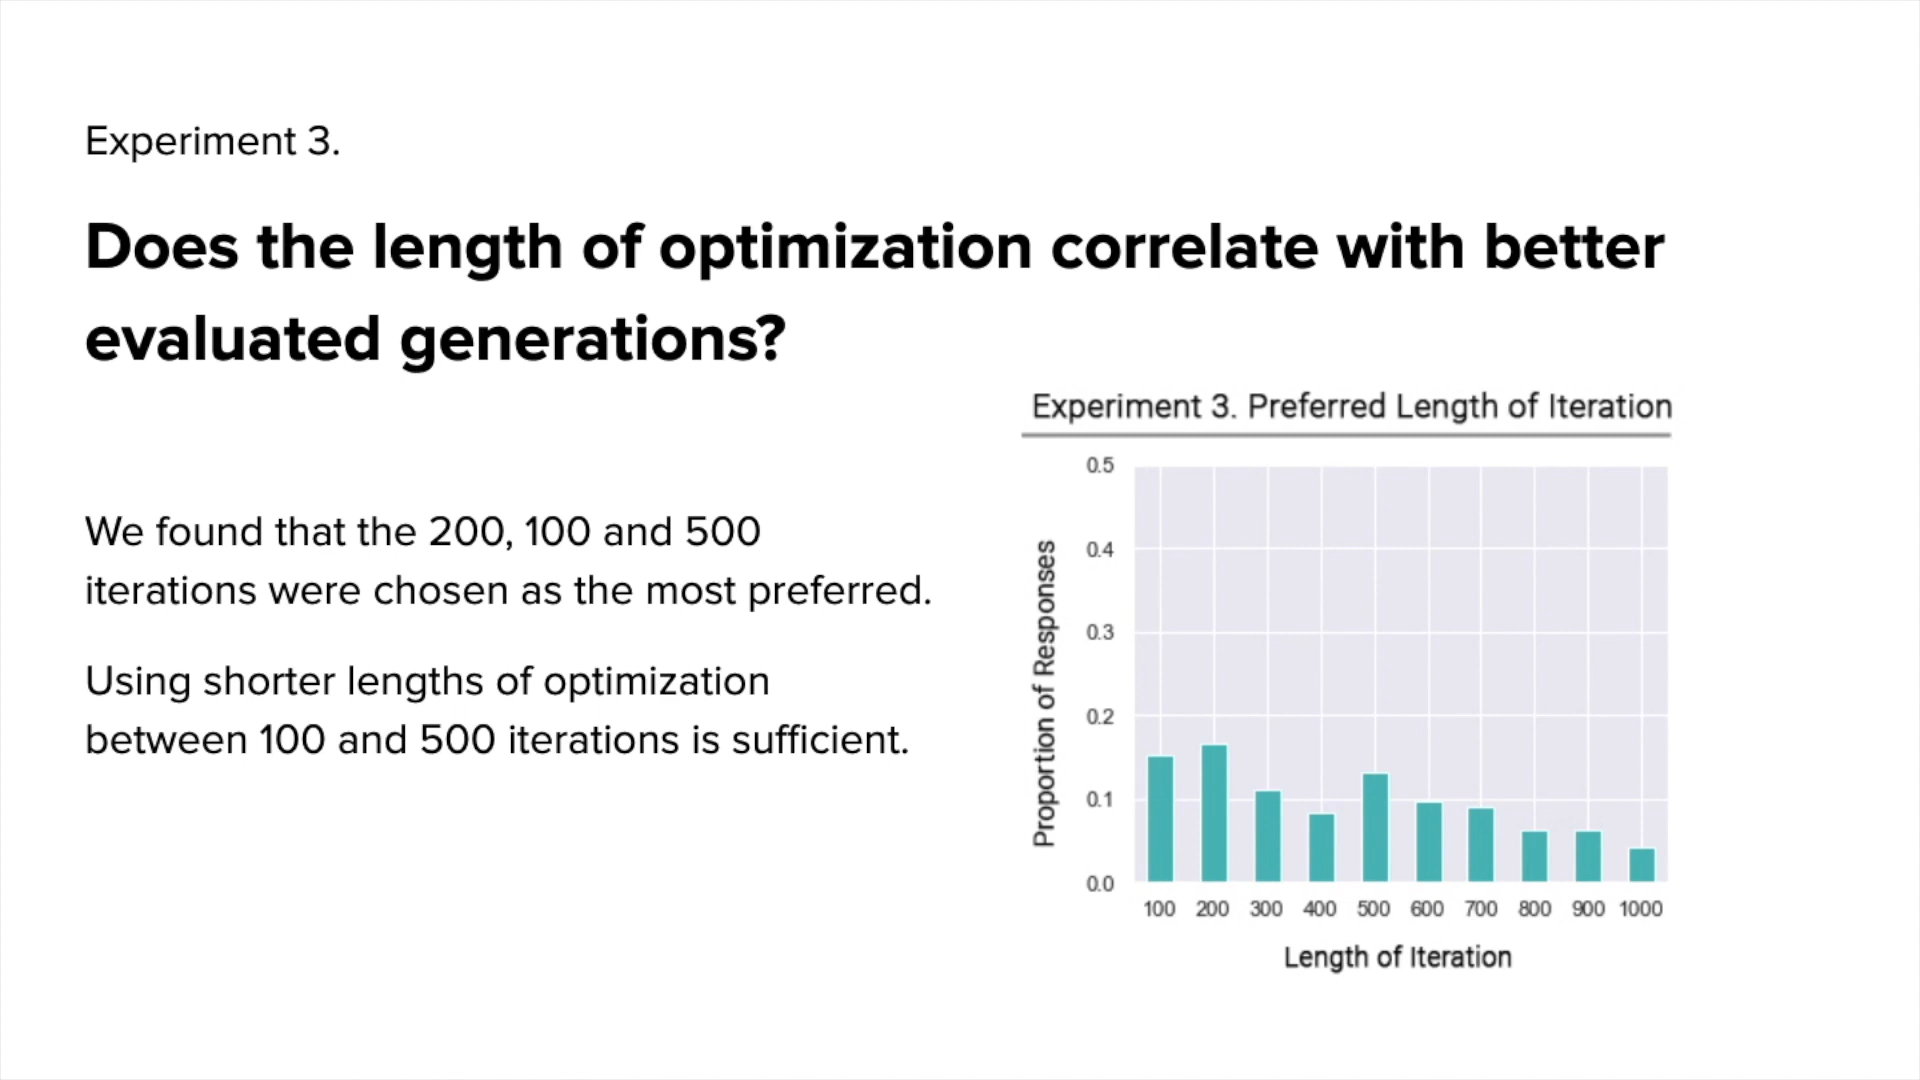 Experiment 3.
Does the length of optimization correlate with better
evaluated generations?
We found that the 200, 100 and 500
iterations were chosen as the most preferred.
Using shorter lengths of optimization
between 100 and 500 iterations is sufficient.
Experiment 3. Preferred Length of Iteration
Proportion of Responses
0.5
0.4
0.3
0.2
0.1
0.0
100 200 300 400 500 600 700 800 900 1000
Length of Iteration